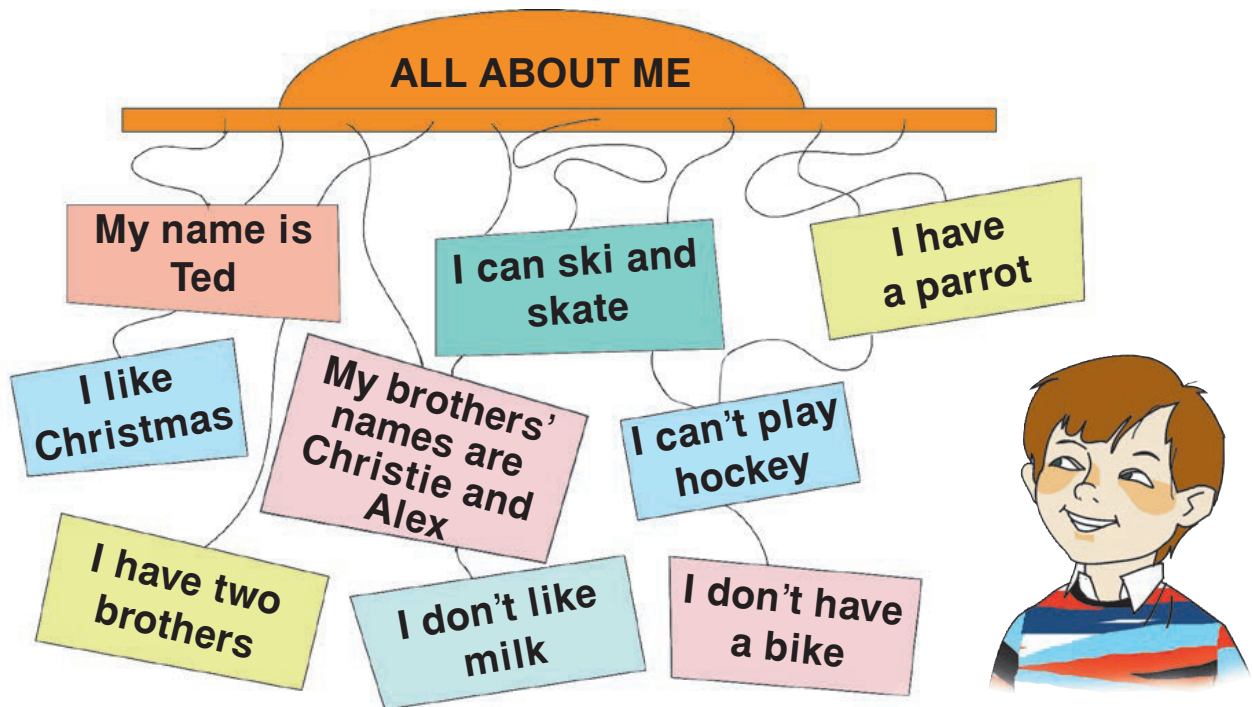 ALL ABOUT ME
My name is
Ted
I can ski and
skate
I have
a parrot
I like
Christmas
My brothers’
names are
Christie and
Alex
I can’t play
hockey
I have two
brothers
I don’t like
milk
I don’t have
a bike